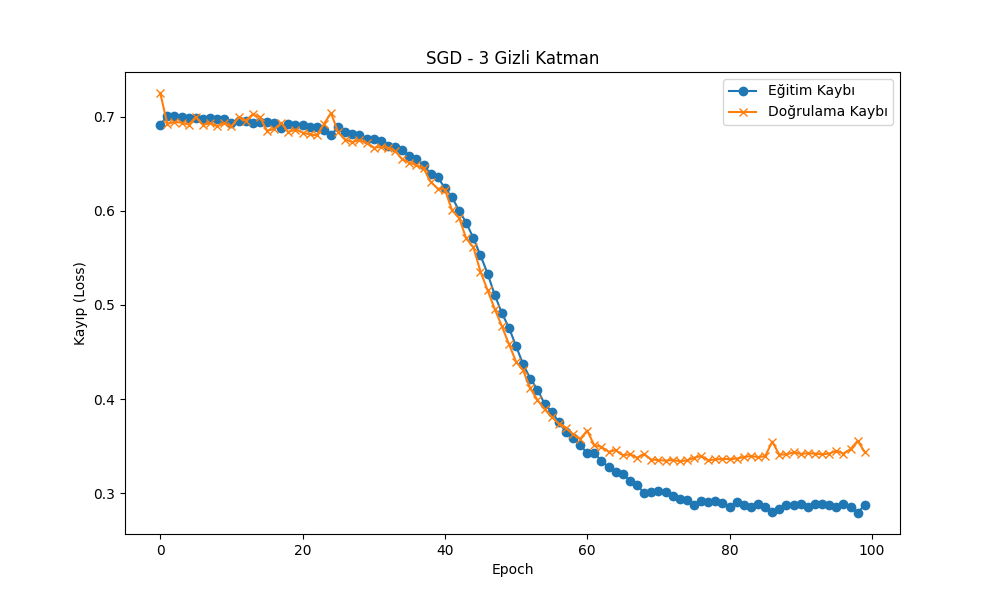 SGD - 3 Gizli Katman
Eğitim Kaybı
Doğrulama Kaybı
Kayıp (Loss)
0.7
0.6
0.5
0.4
0.3
0
20
40
60
80
100
Epoch